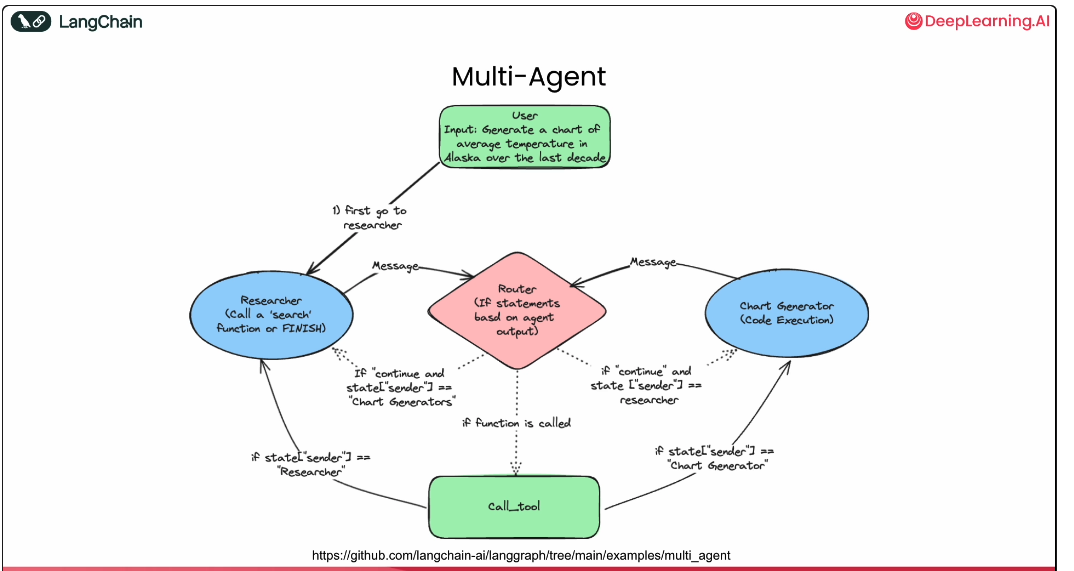 LangChain
DeepLearning.AI
Multi-Agent
User
Input: Generate a chart of
average temperature in
Alaska over the last decade
1) first go to
researcher
Message
Message
Router
(If statements
basd on agent
output)
Researcher
(Call a 'search'
function or FINISH)
Chart Generator
(Code Execution)
If "continue and
state["sender"] ==
"Chart Generators"
if "continue" and
state ["sender"] ==
researcher
if function is called
if state["sender"] ==
"Researcher"
if state["sender"] ==
"Chart Generator"
Call_tool
https://github.com/langchain-ai/langgraph/tree/main/examples/multi_agent